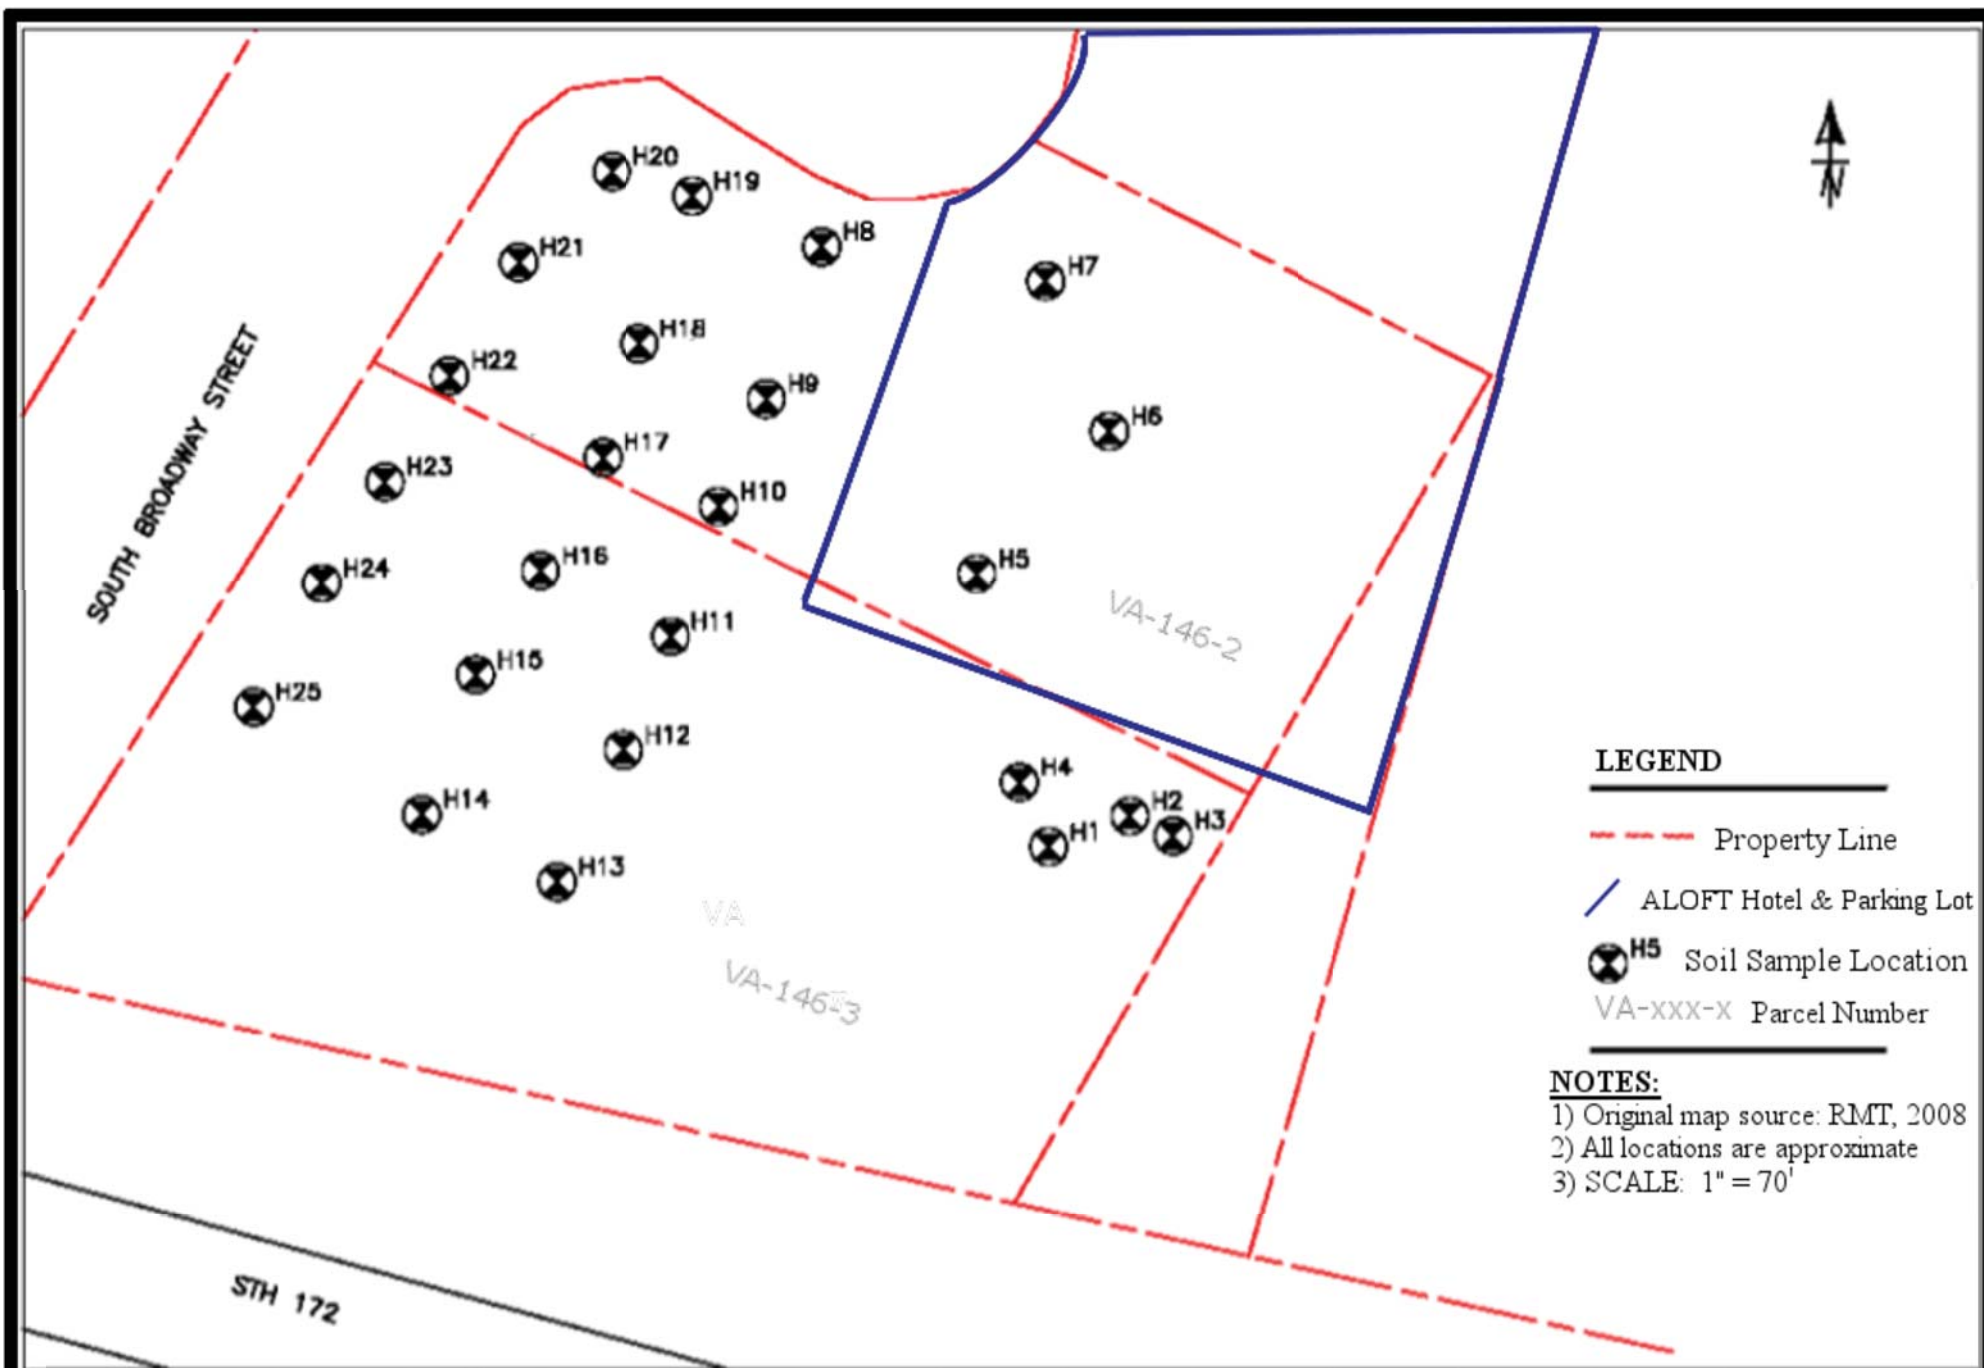 H20
H19
H8
H21
H7
H18
H22
H9
H6
H17
H23
H10
SOUTH BROADWAY STREET
H24
H16
H5
H11
VA-146-2
H15
H25
H12
H4
H14
H2
H3
H1
H13
VA
VA-146-3
STH 172
N
LEGEND
Property Line
ALOFT Hotel & Parking Lot
H5 Soil Sample Location
VA-xxx-x Parcel Number
NOTES:
1) Original map source: RMT, 2008
2) All locations are approximate
3) SCALE: 1" = 70'